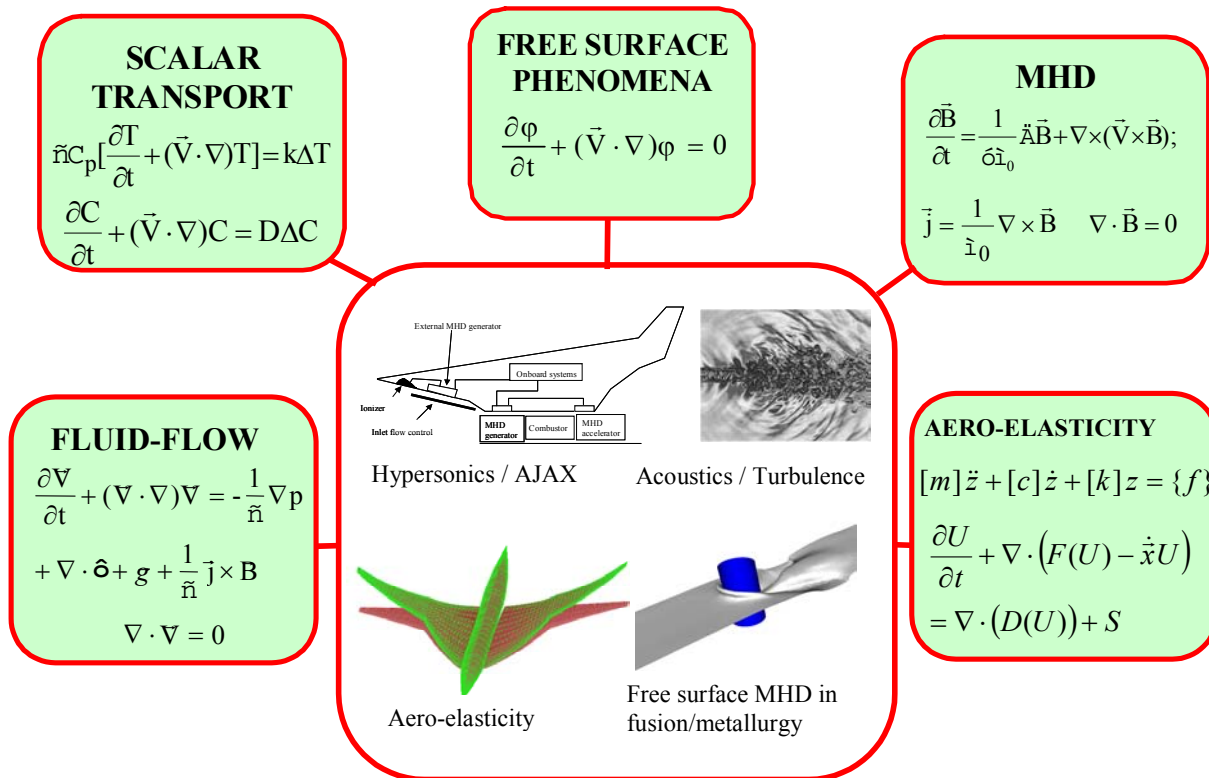 SCALAR
TRANSPORT
ñC_p[∂T/∂t + (V⃗·∇)T] = kΔT
∂C/∂t + (V⃗·∇)C = DΔC
FREE SURFACE
PHENOMENA
∂φ/∂t + (V⃗·∇)φ = 0
MHD
∂B⃗/∂t = 1/(óì₀) ÄB⃗ + ∇×(V⃗×B⃗);
j⃗ = 1/ì₀ ∇×B⃗   ∇·B⃗ = 0
FLUID-FLOW
∂V⃗/∂t + (V⃗·∇)V⃗ = -1/ñ ∇p
+ ∇·ô + g + 1/ñ j⃗×B
∇·V⃗ = 0
AERO-ELASTICITY
[m]z̈ + [c]ż + [k]z = {f}
∂U/∂t + ∇·(F(U) − ẋ⃗U)
= ∇·(D(U)) + S
External MHD generator
Onboard systems
Ionizer
Inlet flow control
MHD
generator
Combustor
MHD
accelerator
Hypersonics / AJAX
Acoustics / Turbulence
Aero-elasticity
Free surface MHD in
fusion/metallurgy